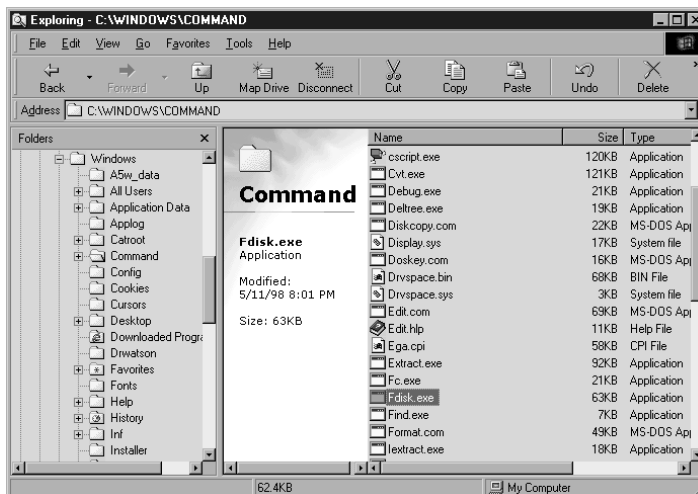 Exploring - C:\WINDOWS\COMMAND
File Edit View Go Favorites Tools Help
Back Forward Up Map Drive Disconnect Cut Copy Paste Undo Delete
Address C:\WINDOWS\COMMAND
Folders
Windows
A5w_data
All Users
Application Data
Applog
Catroot
Command
Config
Cookies
Cursors
Desktop
Downloaded Progra
Drwatson
Favorites
Fonts
Help
History
Inf
Installer
Command
Fdisk.exe
Application
Modified:
5/11/98 8:01 PM
Size: 63KB
Name Size Type
cscript.exe 120KB Application
Cvt.exe 121KB Application
Debug.exe 21KB Application
Deltree.exe 19KB Application
Diskcopy.com 22KB MS-DOS App
Display.sys 17KB System file
Doskey.com 16KB MS-DOS App
Drvspace.bin 68KB BIN File
Drvspace.sys 3KB System file
Edit.com 69KB MS-DOS App
Edit.hlp 11KB Help File
Ega.cpi 58KB CPI File
Extract.exe 92KB Application
Fc.exe 21KB Application
Fdisk.exe 63KB Application
Find.exe 7KB Application
Format.com 49KB MS-DOS App
Iextract.exe 18KB Application
62.4KB My Computer